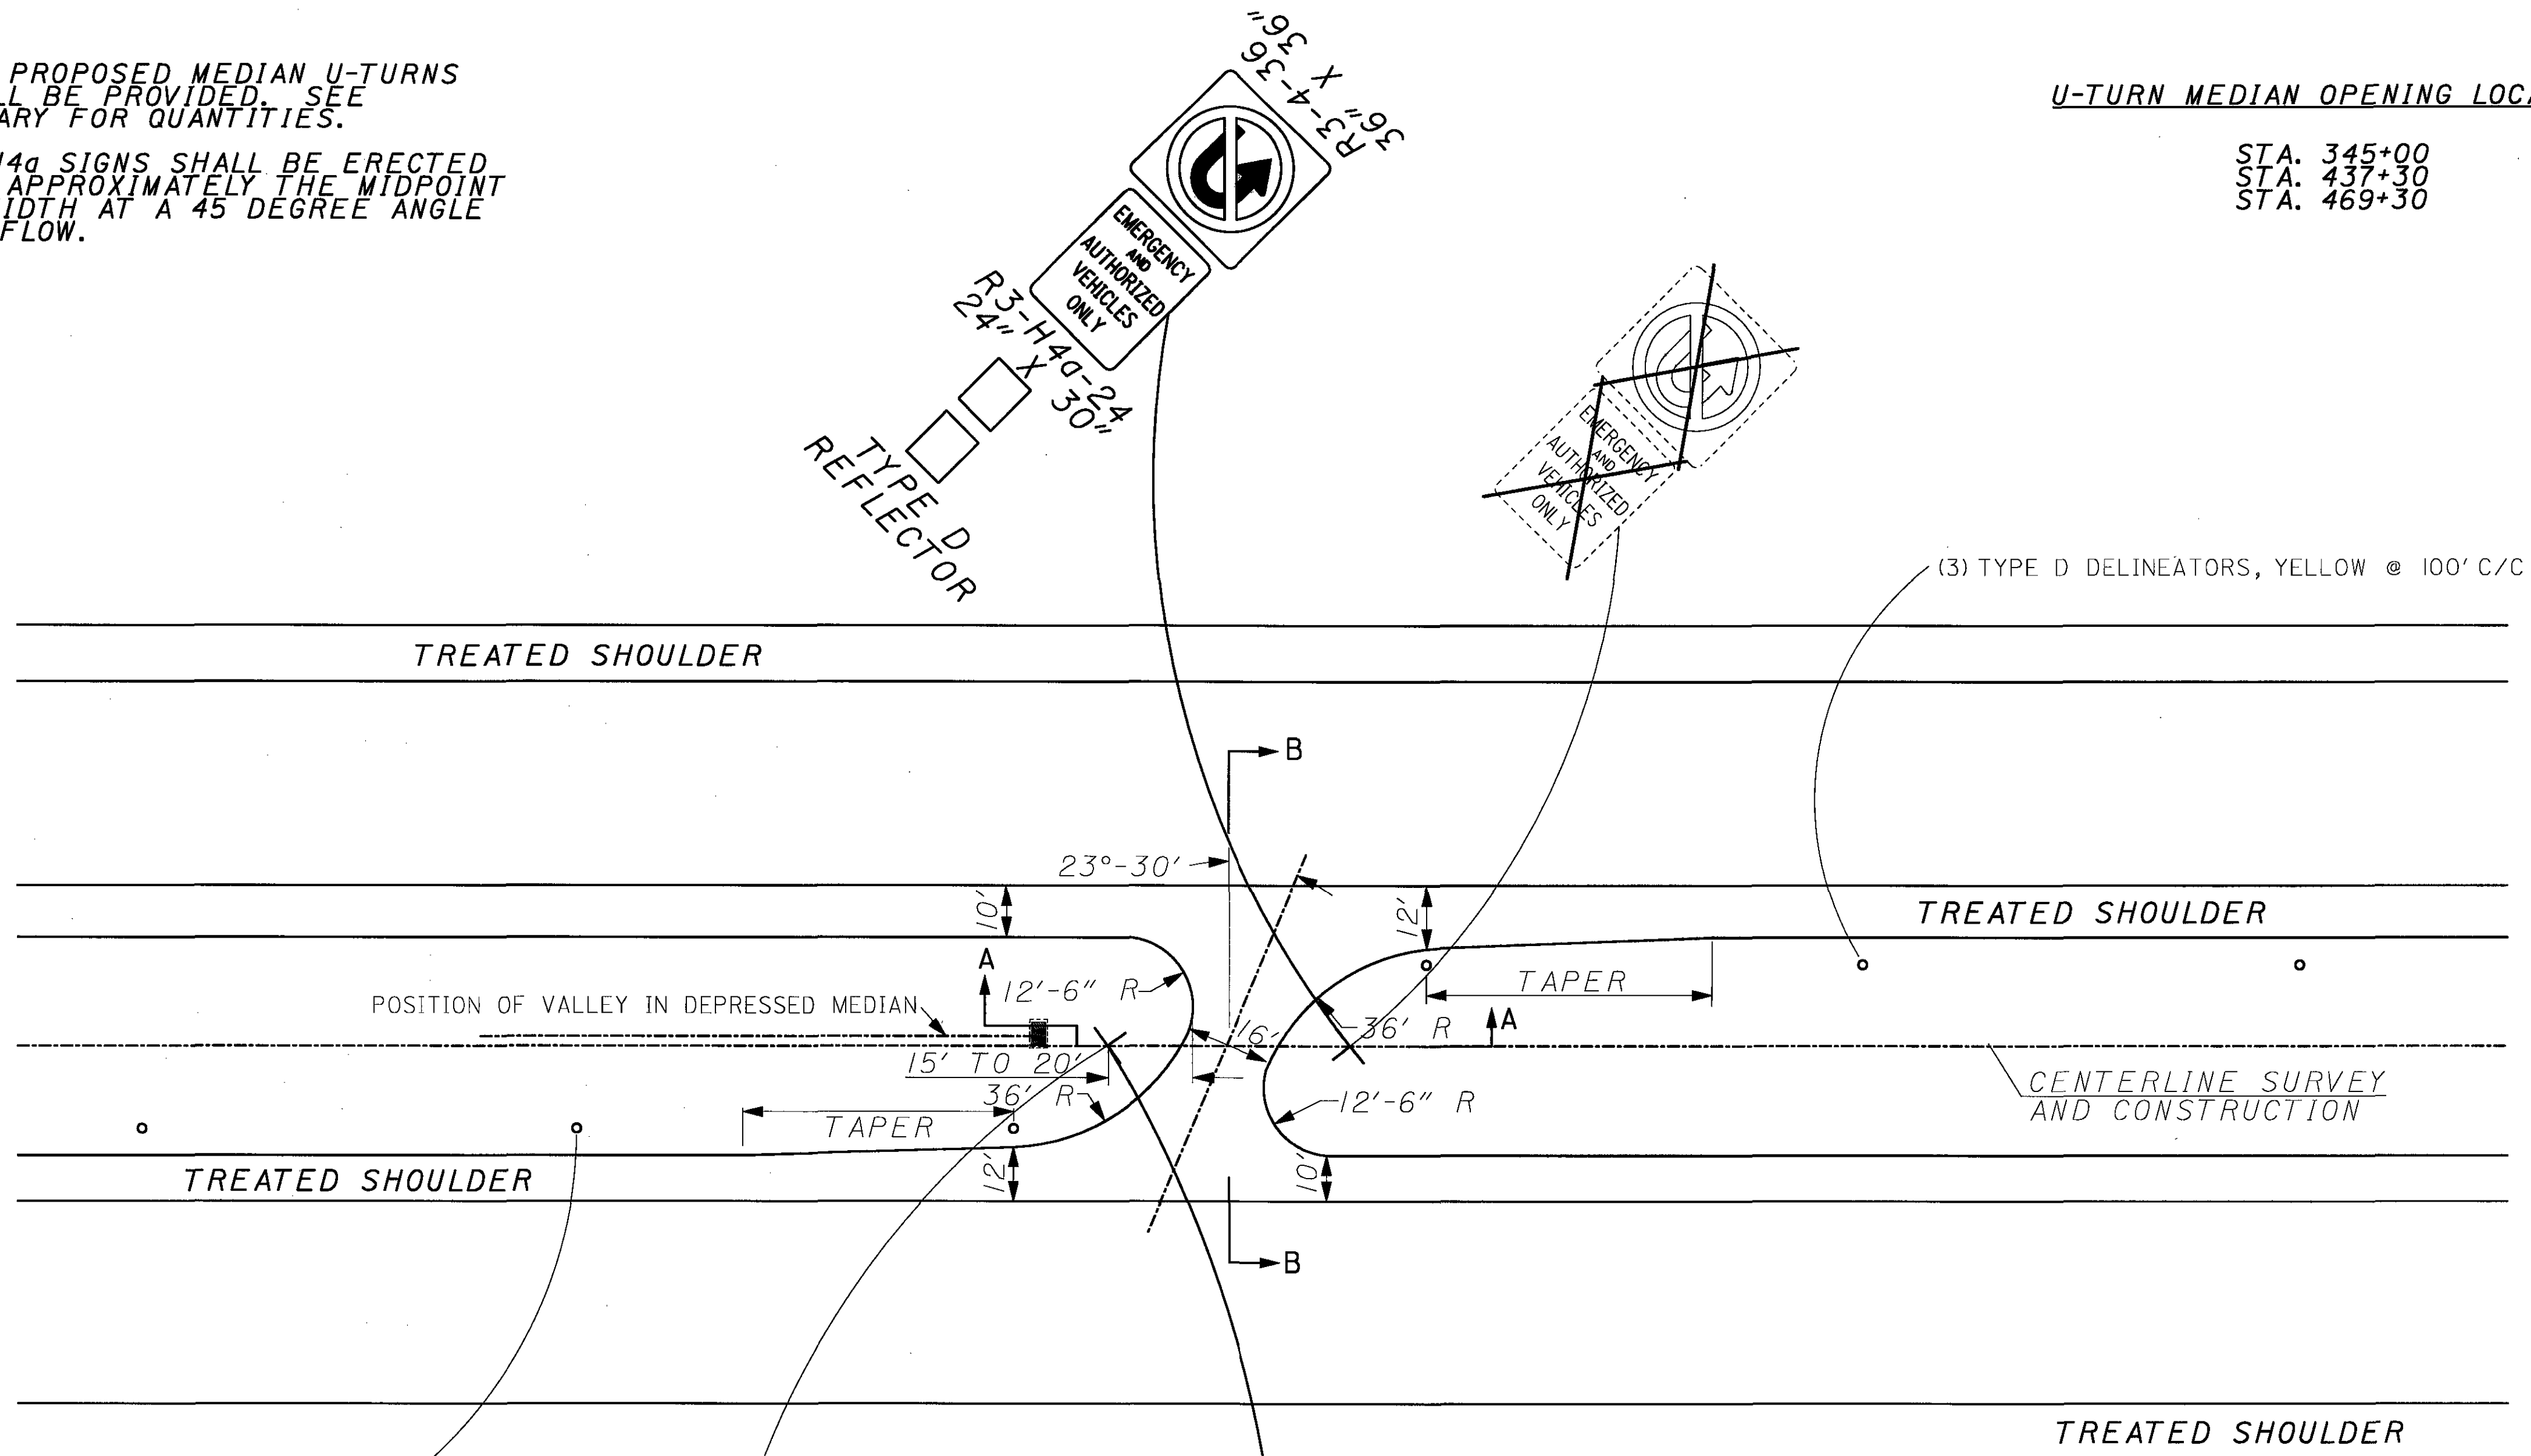 PROPOSED MEDIAN U-TURNS
BE PROVIDED. SEE
FOR QUANTITIES.
SIGNS SHALL BE ERECTED
APPROXIMATELY THE MIDPOINT
AT A 45 DEGREE ANGLE
FLOW.
R3-4-36
36" X 36"
EMERGENCY
AND
AUTHORIZED
VEHICLES
ONLY
R3-H4a-24
24" X 30"
TYPE D
REFLECTOR
U-TURN MEDIAN OPENING
STA. 345+00
STA. 437+30
STA. 469+30
EMERGENCY
AND
AUTHORIZED
VEHICLES
ONLY
(3) TYPE D DELINEATORS, YELLOW @ 100' C/C
TREATED SHOULDER
B
23°-30'
10'
12'
TREATED SHOULDER
A
12'-6" R
TAPER
POSITION OF VALLEY IN DEPRESSED MEDIAN
16'
36' R
A
15' TO 20'
36' R
12'-6" R
CENTERLINE SURVEY
AND CONSTRUCTION
TAPER
TREATED SHOULDER
12'
10'
B
TREATED SHOULDER